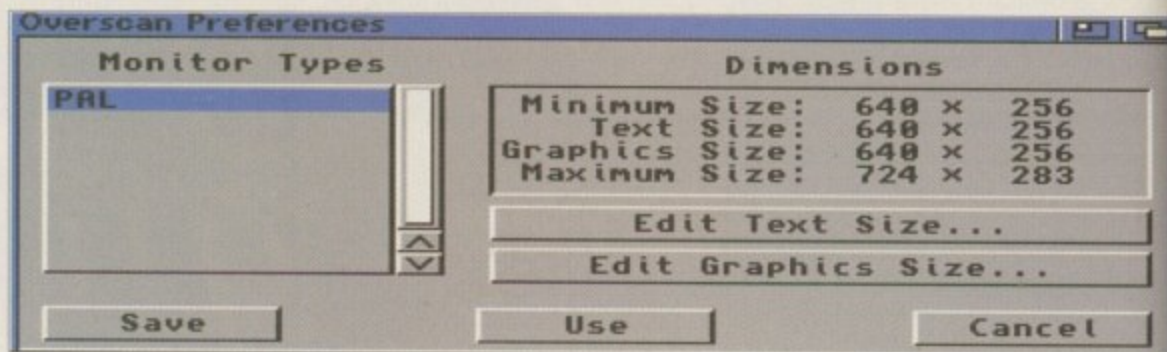 Overscan Preferences
Monitor Types
PAL
Dimensions
Minimum Size: 640 × 256
Text Size: 640 × 256
Graphics Size: 640 × 256
Maximum Size: 724 × 283
Edit Text Size...
Edit Graphics Size...
Save
Use
Cancel